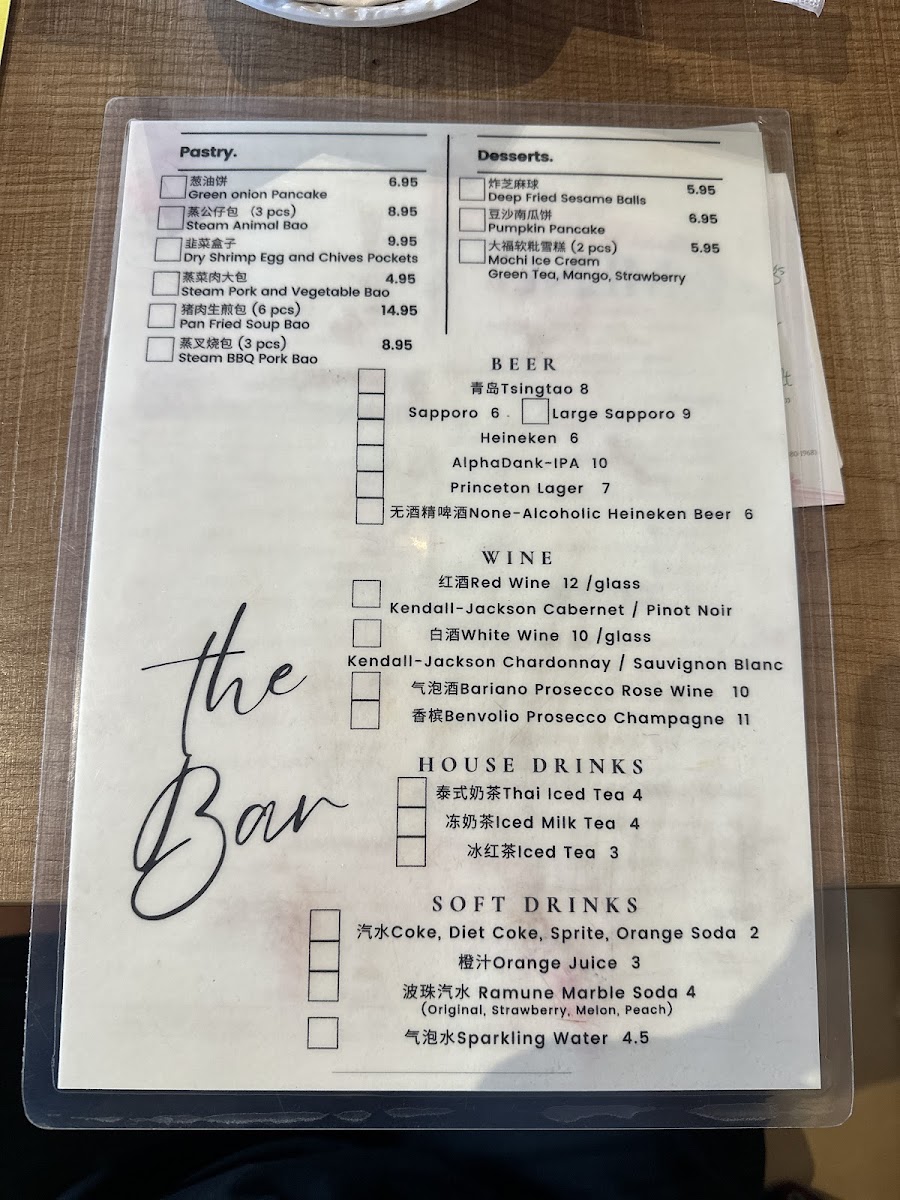 Pastry.
葱油饼 6.95
Green onion Pancake
蒸公仔包 (3 pcs) 8.95
Steam Animal Bao
韭菜盒子 9.95
Dry Shrimp Egg and Chives Pockets
蒸菜肉大包 4.95
Steam Pork and Vegetable Bao
猪肉生煎包 (6 pcs) 14.95
Pan Fried Soup Bao
蒸叉烧包 (3 pcs) 8.95
Steam BBQ Pork Bao
Desserts.
炸芝麻球 5.95
Deep Fried Sesame Balls
豆沙南瓜饼 6.95
Pumpkin Pancake
大福软粃雪糕 (2 pcs) 5.95
Mochi Ice Cream
Green Tea, Mango, Strawberry
BEER
青岛Tsingtao 8
Sapporo 6 . Large Sapporo 9
Heineken 6
AlphaDank-IPA 10
Princeton Lager 7
无酒精啤酒None-Alcoholic Heineken Beer 6
WINE
红酒Red Wine 12 /glass
Kendall-Jackson Cabernet / Pinot Noir
白酒White Wine 10 /glass
Kendall-Jackson Chardonnay / Sauvignon Blanc
气泡酒Bariano Prosecco Rose Wine 10
香槟Benvolio Prosecco Champagne 11
The
Bar
HOUSE DRINKS
泰式奶茶Thai Iced Tea 4
冻奶茶Iced Milk Tea 4
冰红茶Iced Tea 3
SOFT DRINKS
汽水Coke, Diet Coke, Sprite, Orange Soda 2
橙汁Orange Juice 3
波珠汽水 Ramune Marble Soda 4
(Original, Strawberry, Melon, Peach)
气泡水Sparkling Water 4.5